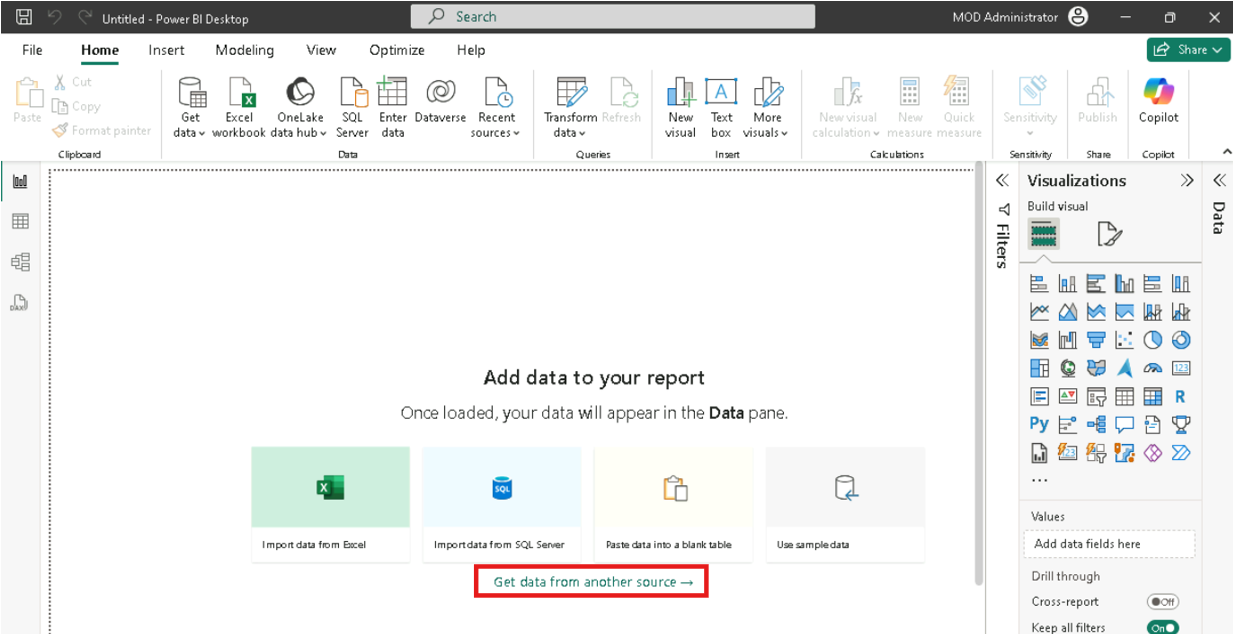 Untitled - Power BI Desktop
Search
MOD Administrator
File Home Insert Modeling View Optimize Help
Share
Paste
Cut
Copy
Format painter
Clipboard
Get data
Excel workbook
OneLake data hub
SQL Server
Enter data
Dataverse
Recent sources
Data
Transform data
Refresh
Queries
New visual
Text box
More visuals
Insert
New visual calculation
New measure
Quick measure
Calculations
Sensitivity
Sensitivity
Publish
Share
Copilot
Copilot
Filters
Visualizations
Build visual
Data
123
R
Py
Add data to your report
Once loaded, your data will appear in the Data pane.
Import data from Excel
SQL
Import data from SQL Server
Paste data into a blank table
Use sample data
Get data from another source →
Values
Add data fields here
Drill through
Cross-report
Off
Keep all filters
On